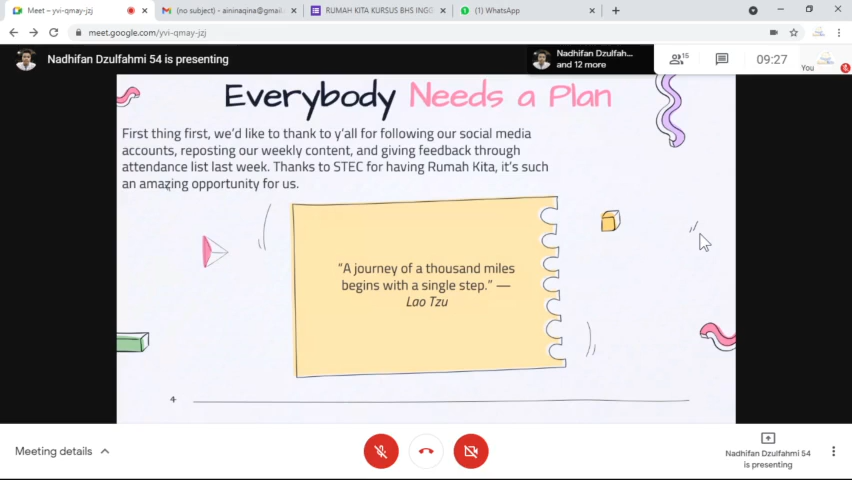 Meet – yvi-qmay-jzj
(no subject) - aininaqina@gmai
RUMAH KITA KURSUS BHS INGG
(1) WhatsApp
meet.google.com/yvi-qmay-jzj
Nadhifan Dzulfahmi 54 is presenting
Nadhifan Dzulfah...
and 12 more
15
09:27
You
Everybody Needs a Plan
First thing first, we'd like to thank to y'all for following our social media
accounts, reposting our weekly content, and giving feedback through
attendance list last week. Thanks to STEC for having Rumah Kita, it's such
an amazing opportunity for us.
“A journey of a thousand miles
begins with a single step.” —
Lao Tzu
4
Meeting details
Nadhifan Dzulfahmi 54
is presenting